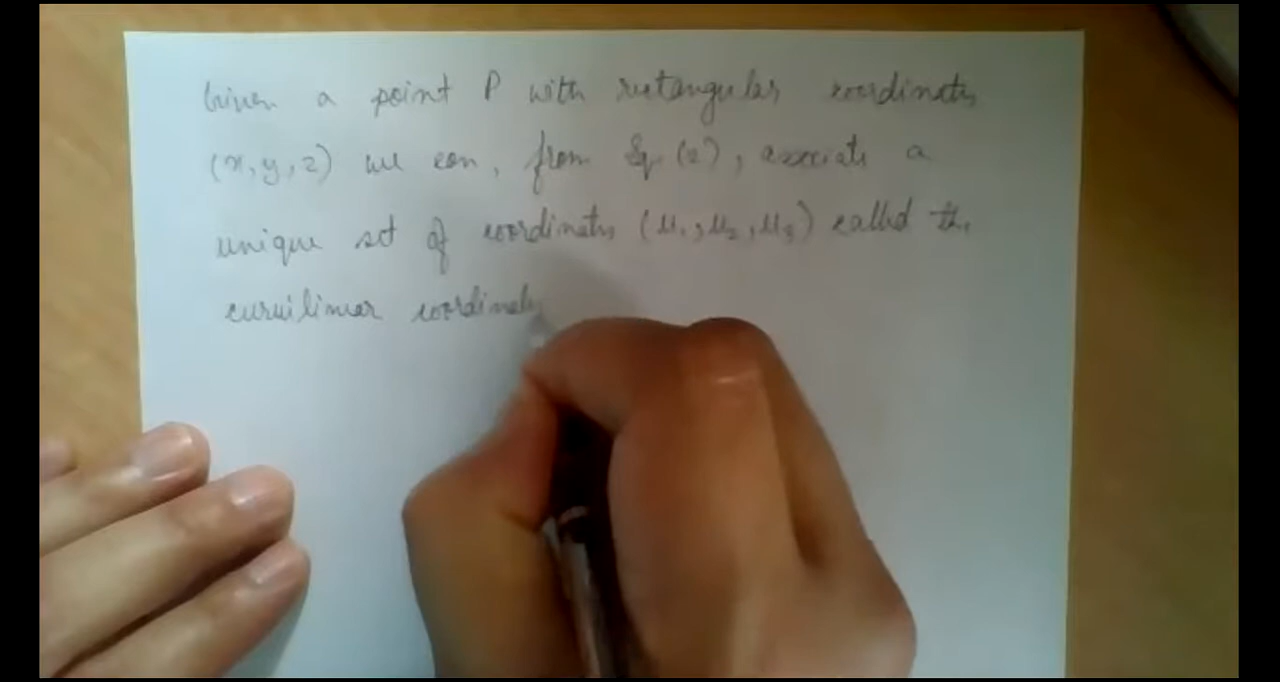 Given a point P with rectangular coordinates
(x, y, z) we can, from Eq. (2), associate a
unique set of coordinates (u₁, u₂, u₃) called the
curvilinear coordinates